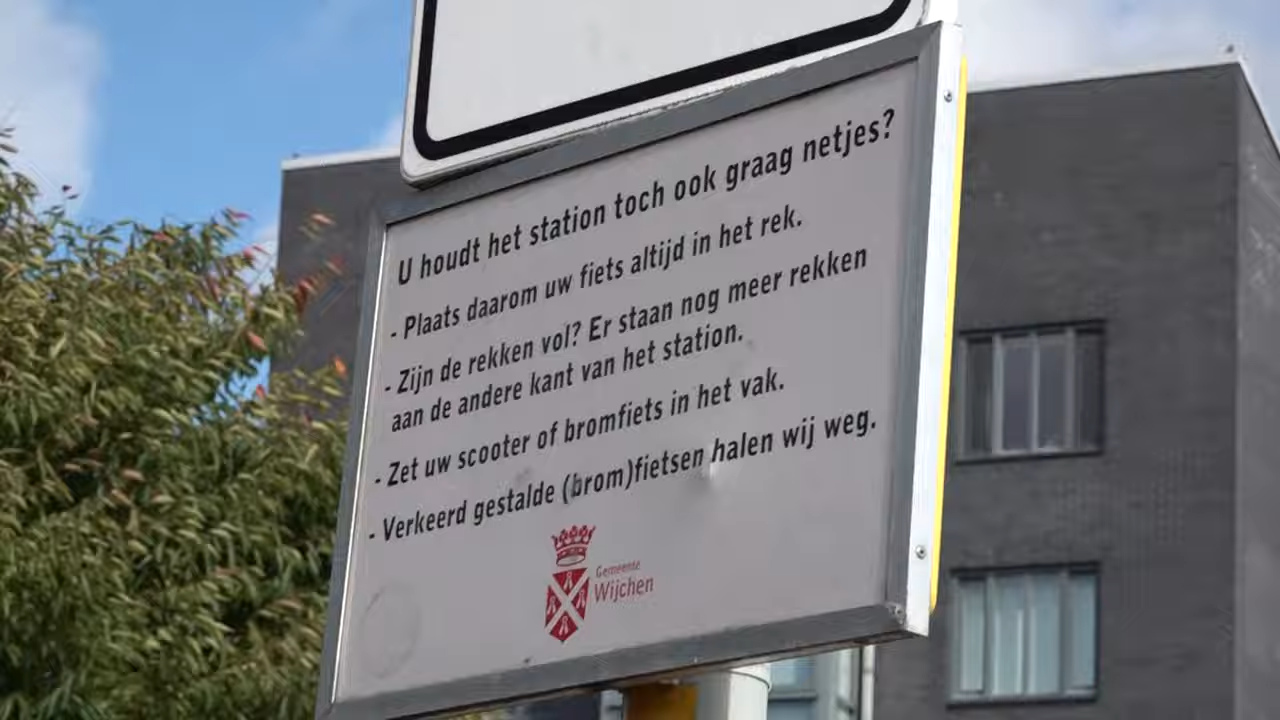 U houdt het station toch ook graag netjes?
- Plaats daarom uw fiets altijd in het rek.
- Zijn de rekken vol? Er staan nog meer rekken
aan de andere kant van het station.
- Zet uw scooter of bromfiets in het vak.
- Verkeerd gestalde (brom)fietsen halen wij weg.
Gemeente
Wijchen